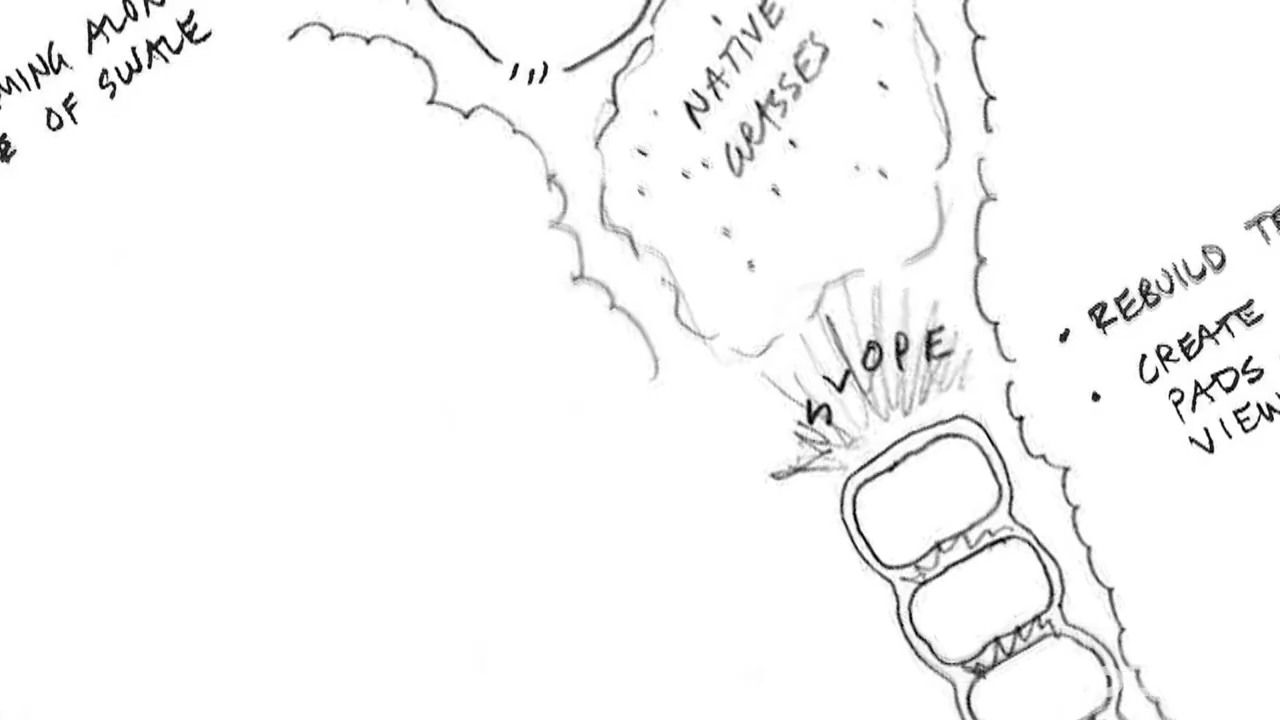 MING ALON
OF SWALE
NATIVE
GRASSES
SLOPE
• REBUILD
• CREATE
PADS
VIEW